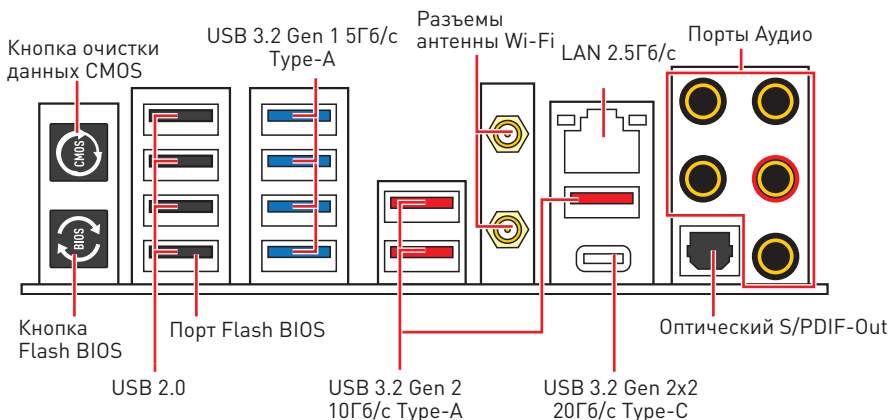 Кнопка очистки
данных CMOS
USB 3.2 Gen 1 5Гб/с
Type-A
Разъемы
антенны Wi-Fi
LAN 2.5Гб/с
Порты Аудио
CMOS
BIOS
Кнопка
Flash BIOS
Порт Flash BIOS
Оптический S/PDIF-Out
USB 2.0
USB 3.2 Gen 2
10Гб/с Type-A
USB 3.2 Gen 2x2
20Гб/с Type-C